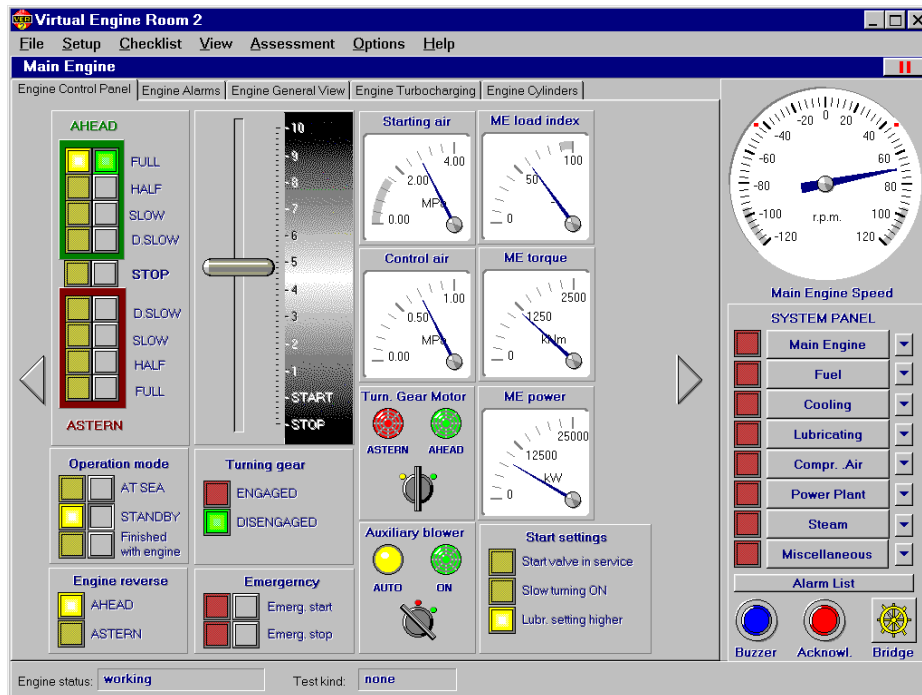 Virtual Engine Room 2
File Setup Checklist View Assessment Options Help
Main Engine
Engine Control Panel Engine Alarms Engine General View Engine Turbocharging Engine Cylinders
AHEAD
FULL
HALF
SLOW
D.SLOW
STOP
D.SLOW
SLOW
HALF
FULL
ASTERN
10
9
8
7
6
5
4
3
2
1
START
STOP
Starting air
4.00
2.00
MPa
0.00
ME load index
100
50
0
Control air
1.00
0.50
MPa
0.00
ME torque
2500
1250
kNm
0
Turn. Gear Motor
ASTERN AHEAD
ME power
25000
12500
kW
0
Operation mode
AT SEA
STANDBY
Finished
with engine
Turning gear
ENGAGED
DISENGAGED
Auxiliary blower
AUTO ON
Start settings
Start valve in service
Slow turning ON
Lubr. setting higher
Engine reverse
AHEAD
ASTERN
Emergerncy
Emerg. start
Emerg. stop
-20 0 20
-40 40
-60 60
-80 80
-100 r.p.m. 100
-120 120
Main Engine Speed
SYSTEM PANEL
Main Engine
Fuel
Cooling
Lubricating
Compr. .Air
Power Plant
Steam
Miscellaneous
Alarm List
Buzzer Acknowl. Bridge
Engine status: working Test kind: none